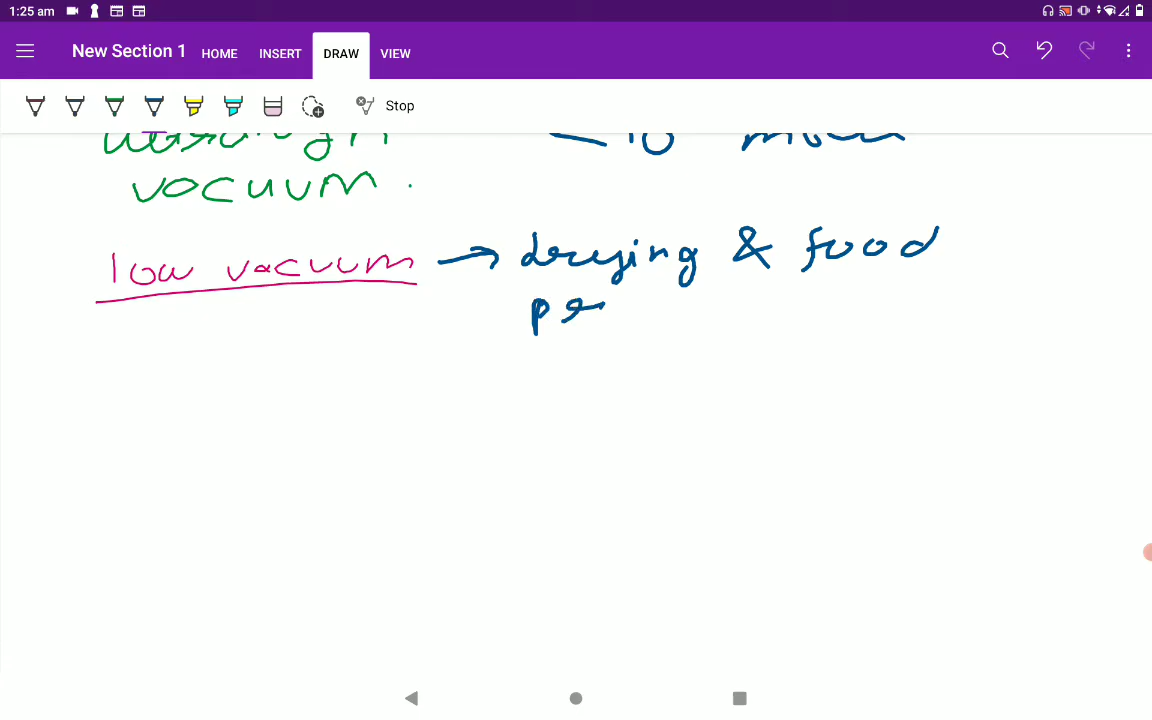 1:25 am
New Section 1 HOME INSERT DRAW VIEW
Stop
vacuum.
low vacuum → drying & food